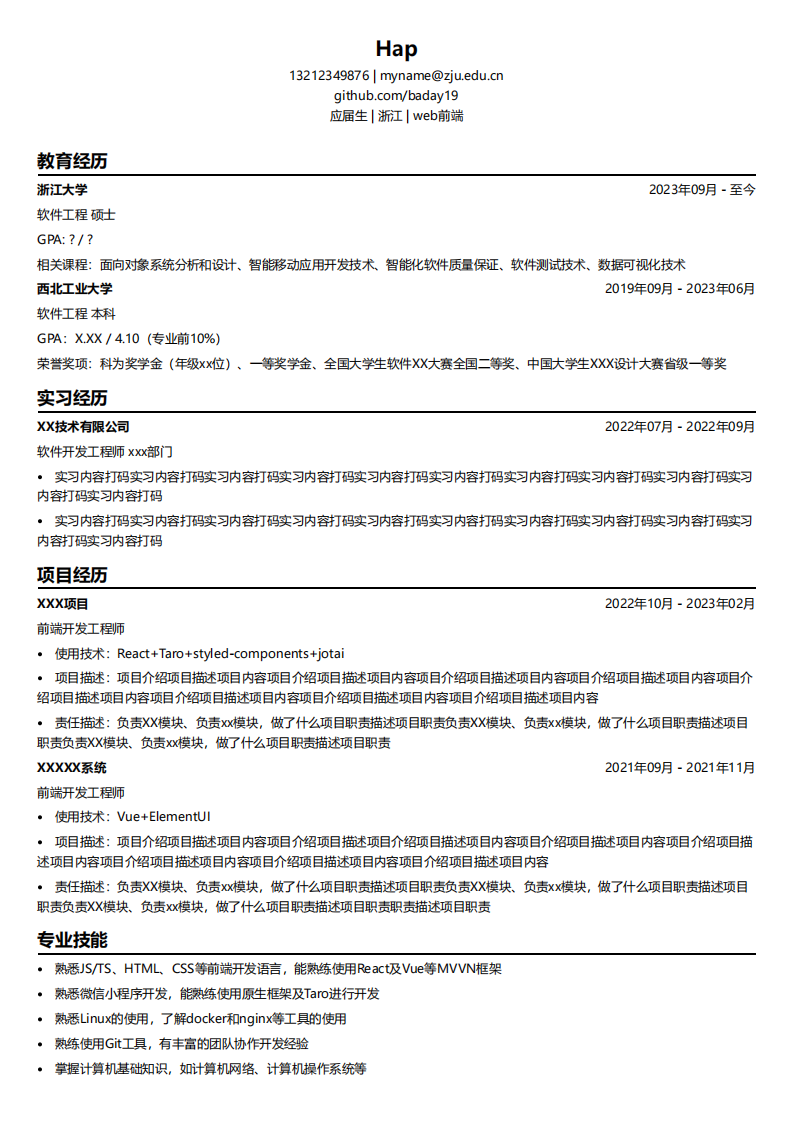 Hap
13212349876 | myname@zju.edu.cn
github.com/baday19
应届生 | 浙江 | web前端
教育经历
浙江大学 2023年09月 - 至今
软件工程 硕士
GPA: ? / ?
相关课程：面向对象系统分析和设计、智能移动应用开发技术、智能化软件质量保证、软件测试技术、数据可视化技术
西北工业大学 2019年09月 - 2023年06月
软件工程 本科
GPA：X.XX / 4.10（专业前10%）
荣誉奖项：科为奖学金（年级xx位）、一等奖学金、全国大学生软件XX大赛全国二等奖、中国大学生XXX设计大赛省级一等奖
实习经历
XX技术有限公司 2022年07月 - 2022年09月
软件开发工程师 xxx部门
• 实习内容打码实习内容打码实习内容打码实习内容打码实习内容打码实习内容打码实习内容打码实习内容打码实习内容打码实习
内容打码实习内容打码
• 实习内容打码实习内容打码实习内容打码实习内容打码实习内容打码实习内容打码实习内容打码实习内容打码实习内容打码实习
内容打码实习内容打码
项目经历
XXX项目 2022年10月 - 2023年02月
前端开发工程师
• 使用技术：React+Taro+styled-components+jotai
• 项目描述：项目介绍项目描述项目内容项目介绍项目描述项目内容项目介绍项目描述项目内容项目介绍项目描述项目内容项目介
绍项目描述项目内容项目介绍项目描述项目内容项目介绍项目描述项目内容项目介绍项目描述项目内容
• 责任描述：负责XX模块、负责xx模块，做了什么项目职责描述项目职责负责XX模块、负责xx模块，做了什么项目职责描述项目
职责负责XX模块、负责xx模块，做了什么项目职责描述项目职责
XXXXX系统 2021年09月 - 2021年11月
前端开发工程师
• 使用技术：Vue+ElementUI
• 项目描述：项目介绍项目描述项目内容项目介绍项目描述项目介绍项目描述项目内容项目介绍项目描述项目内容项目介绍项目描
述项目内容项目介绍项目描述项目内容项目介绍项目描述项目内容项目介绍项目描述项目内容
• 责任描述：负责XX模块、负责xx模块，做了什么项目职责描述项目职责负责XX模块、负责xx模块，做了什么项目职责描述项目
职责负责XX模块、负责xx模块，做了什么项目职责描述项目职责职责描述项目职责
专业技能
• 熟悉JS/TS、HTML、CSS等前端开发语言，能熟练使用React及Vue等MVVN框架
• 熟悉微信小程序开发，能熟练使用原生框架及Taro进行开发
• 熟悉Linux的使用，了解docker和nginx等工具的使用
• 熟练使用Git工具，有丰富的团队协作开发经验
• 掌握计算机基础知识，如计算机网络、计算机操作系统等